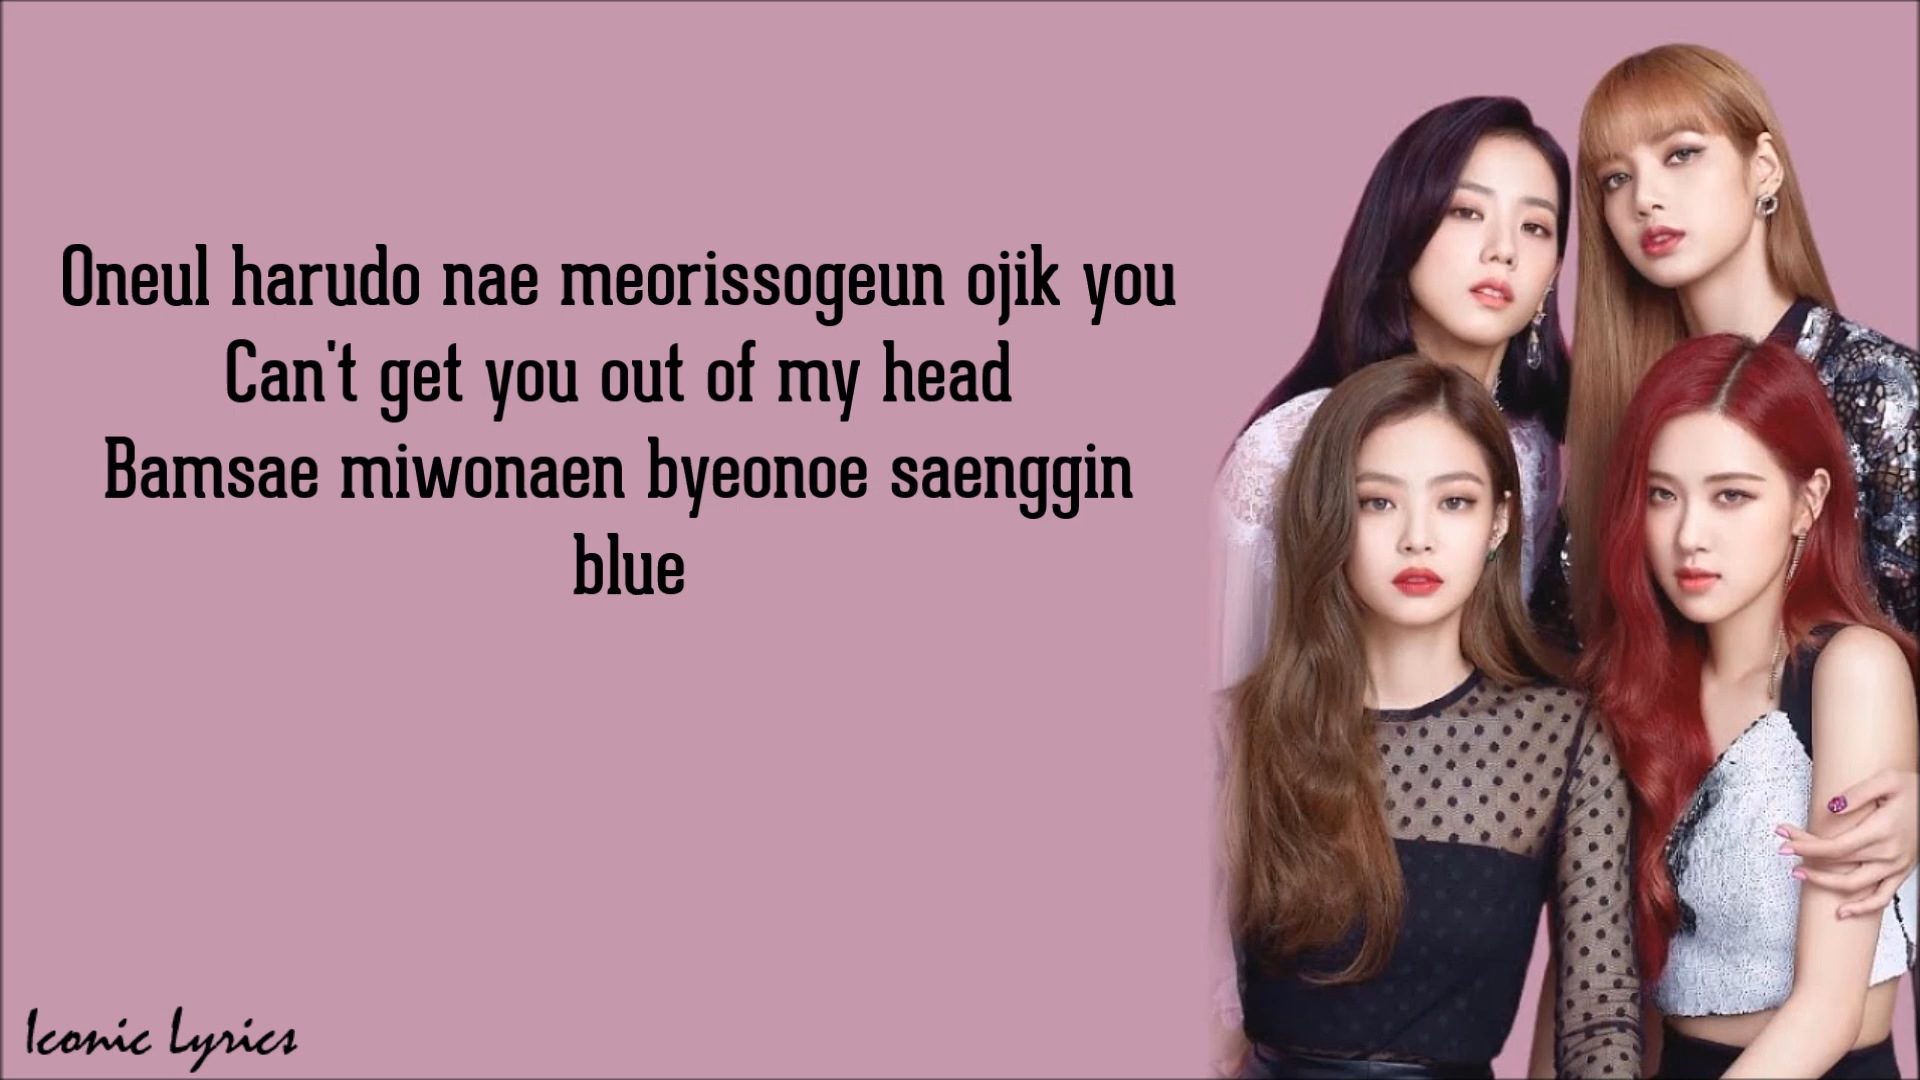 Oneul harudo nae meorissogeun ojik you
Can't get you out of my head
Bamsae miwonaen byeonoe saenggin
blue
Iconic Lyrics